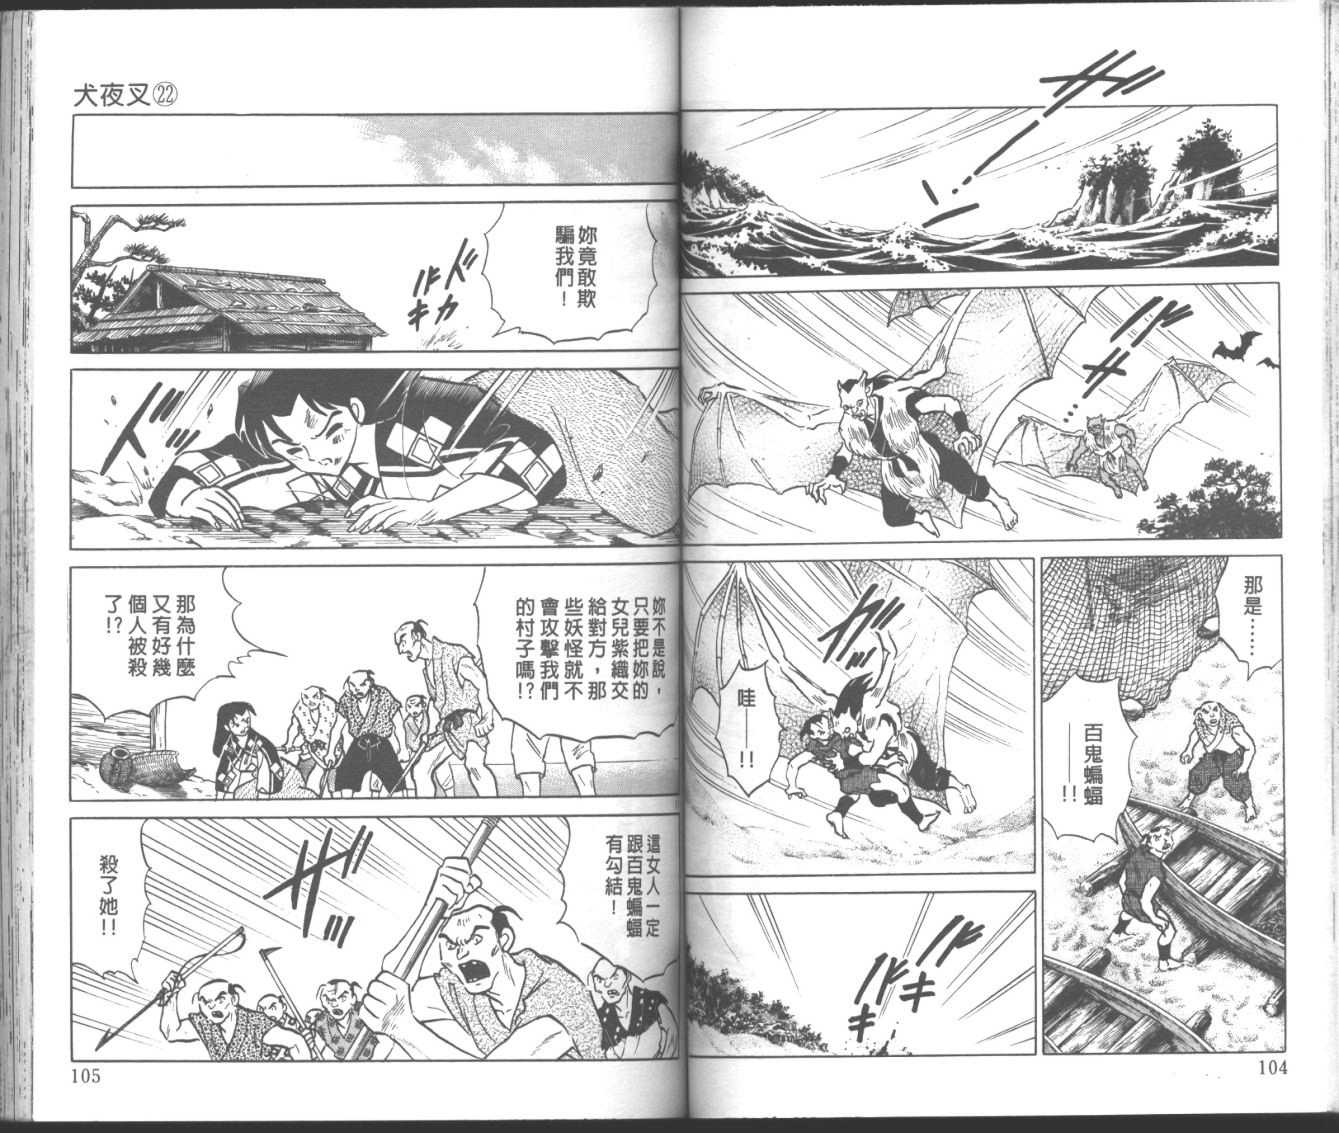 那是……
百鬼蝙蝠
——!!
哇——!!
104
犬夜叉㉒
妳竟敢欺
騙我們！
妳不是說，
只要把妳的
女兒紫織交
給對方，那
些妖怪就不
會攻擊我們
的村子嗎!?
那為什麼
又有好幾
個人被殺
了!?
這女人一定
跟百鬼蝙蝠
有勾結！
殺了她!!
105